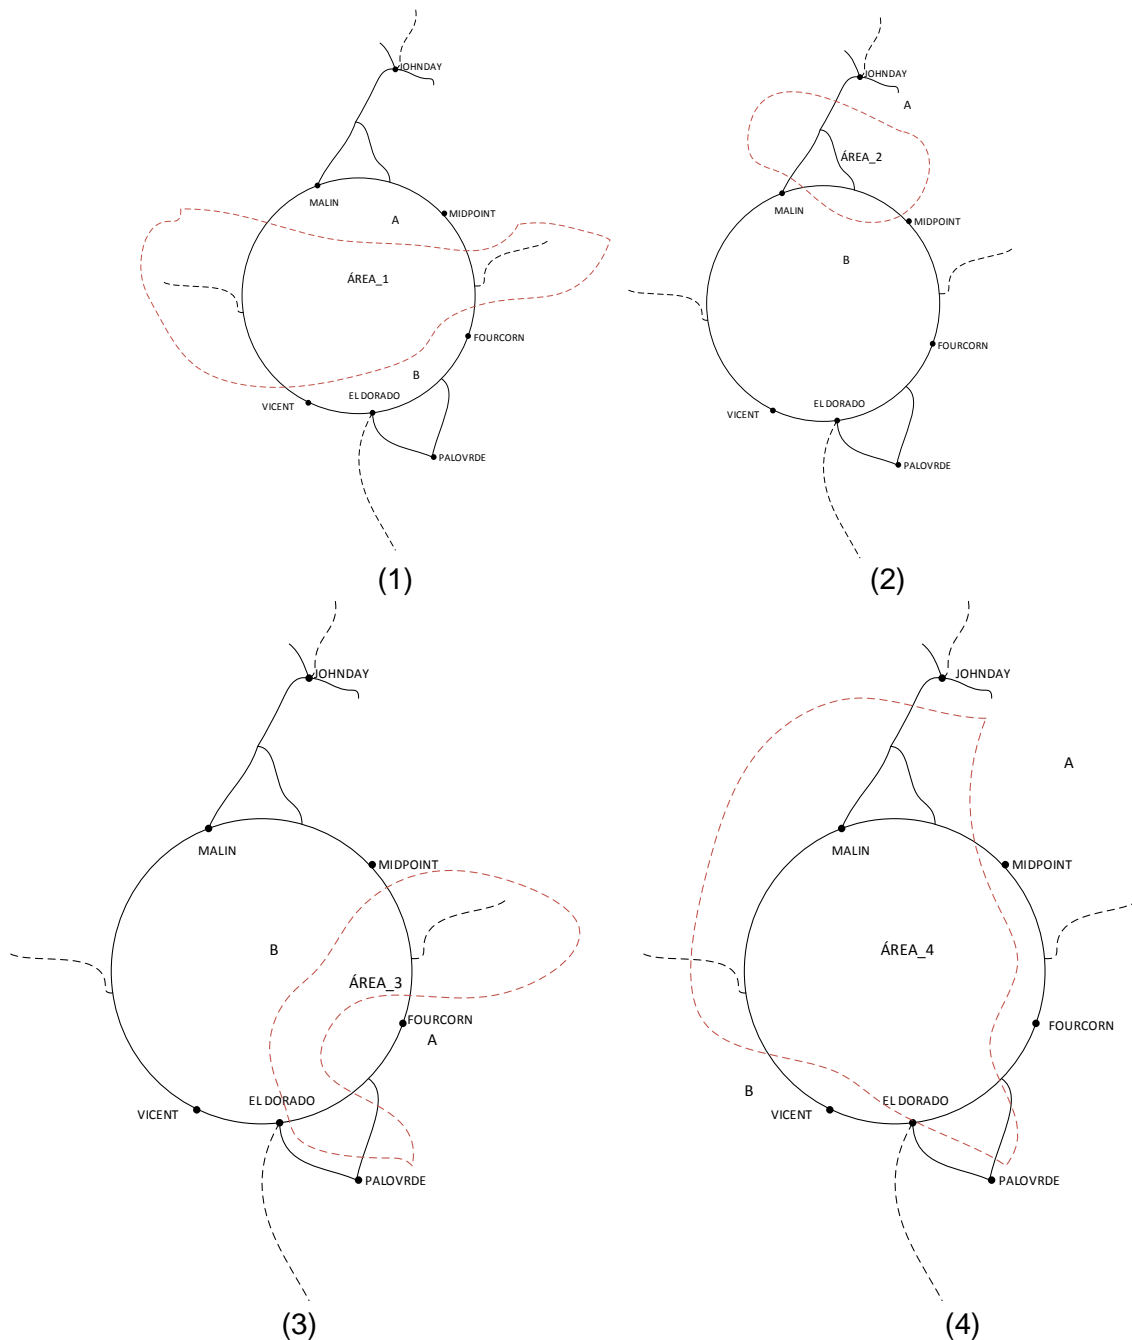 JOHNDAY
MALIN
MIDPOINT
A
ÁREA_1
FOURCORN
B
EL DORADO
VICENT
PALOVRDE
(1)
JOHNDAY
A
ÁREA_2
MALIN
MIDPOINT
B
FOURCORN
EL DORADO
VICENT
PALOVRDE
(2)
JOHNDAY
MALIN
MIDPOINT
B
ÁREA_3
FOURCORN
A
EL DORADO
VICENT
PALOVRDE
(3)
JOHNDAY
A
MALIN
MIDPOINT
ÁREA_4
FOURCORN
B
EL DORADO
VICENT
PALOVRDE
(4)